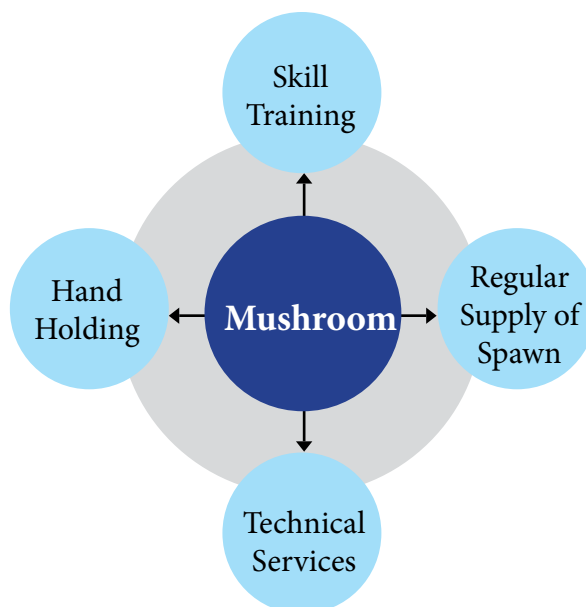 Skill
Training
Hand
Holding
Mushroom
Regular
Supply of
Spawn
Technical
Services